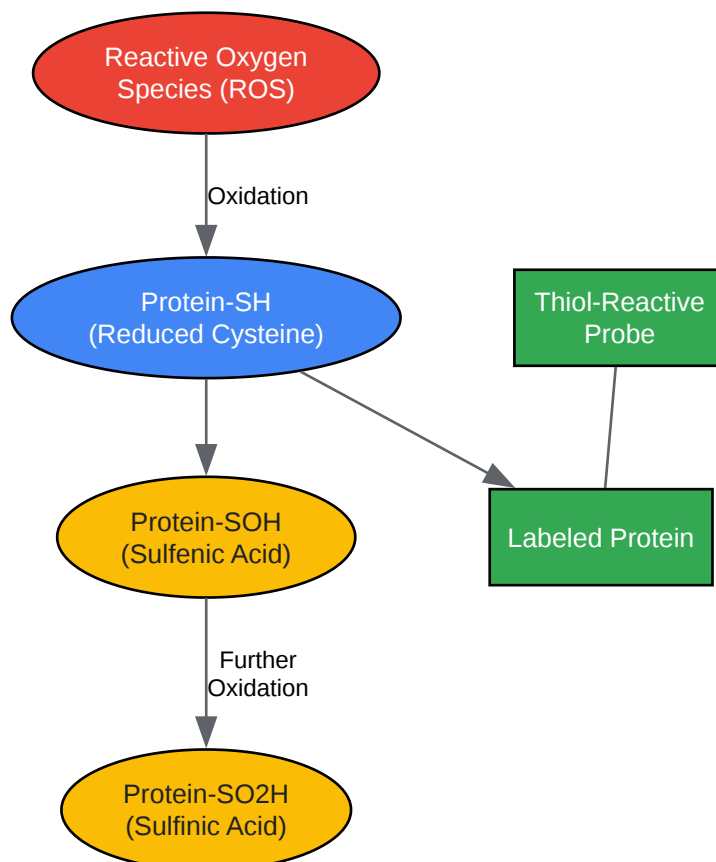 Reactive Oxygen
Species (ROS)
Oxidation
Protein-SH
(Reduced Cysteine)
Thiol-Reactive
Probe
Protein-SOH
(Sulfenic Acid)
Labeled Protein
Further
Oxidation
Protein-SO2H
(Sulfinic Acid)